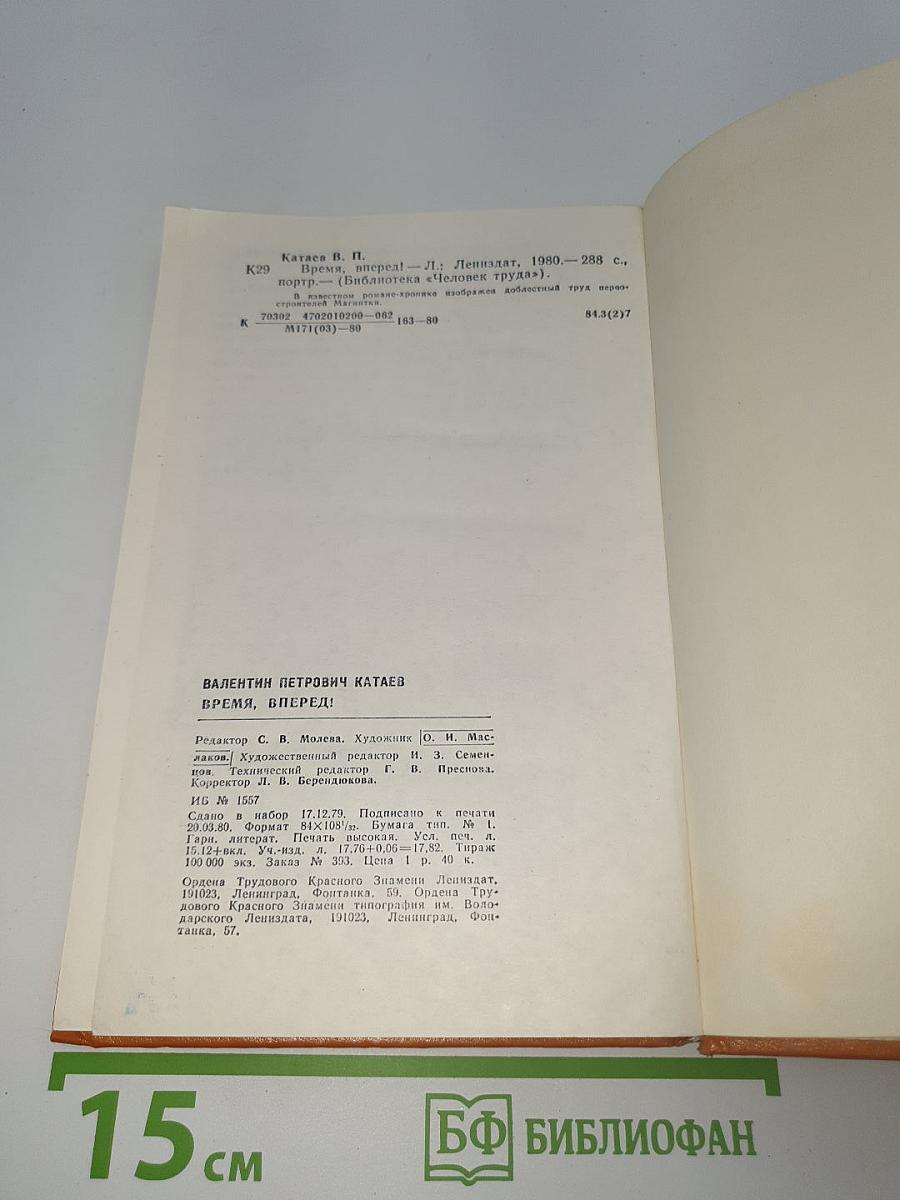 Катаев В. П.
К29 Время, вперед! — Л.: Лениздат, 1980.— 288 с.,
портр.— (Библиотека «Человек труда»).
В известном романе-хронике изображен доблестный труд перво-
строителей Магнитки.
К 70302 4702010200—062 163—80 84.3(2)7
М171(03)—80
ВАЛЕНТИН ПЕТРОВИЧ КАТАЕВ
ВРЕМЯ, ВПЕРЕД!
Редактор С. В. Молева. Художник О. И. Мас-
лаков. Художественный редактор И. З. Семен-
цов. Технический редактор Г. В. Преснова.
Корректор Л. В. Берендюкова.
ИБ № 1557
Сдано в набор 17.12.79. Подписано к печати
20.03.80. Формат 84×108¹/₃₂. Бумага тип. № 1.
Гарн. литерат. Печать высокая. Усл. печ. л.
15.12+вкл. Уч.-изд. л. 17,76+0,06=17,82. Тираж
100 000 экз. Заказ № 393. Цена 1 р. 40 к.
Ордена Трудового Красного Знамени Лениздат,
191023, Ленинград, Фонтанка, 59. Ордена Тру-
дового Красного Знамени типография им. Воло-
дарского Лениздата, 191023, Ленинград, Фон-
танка, 57.
15 см
БФ БИБЛИОФАН